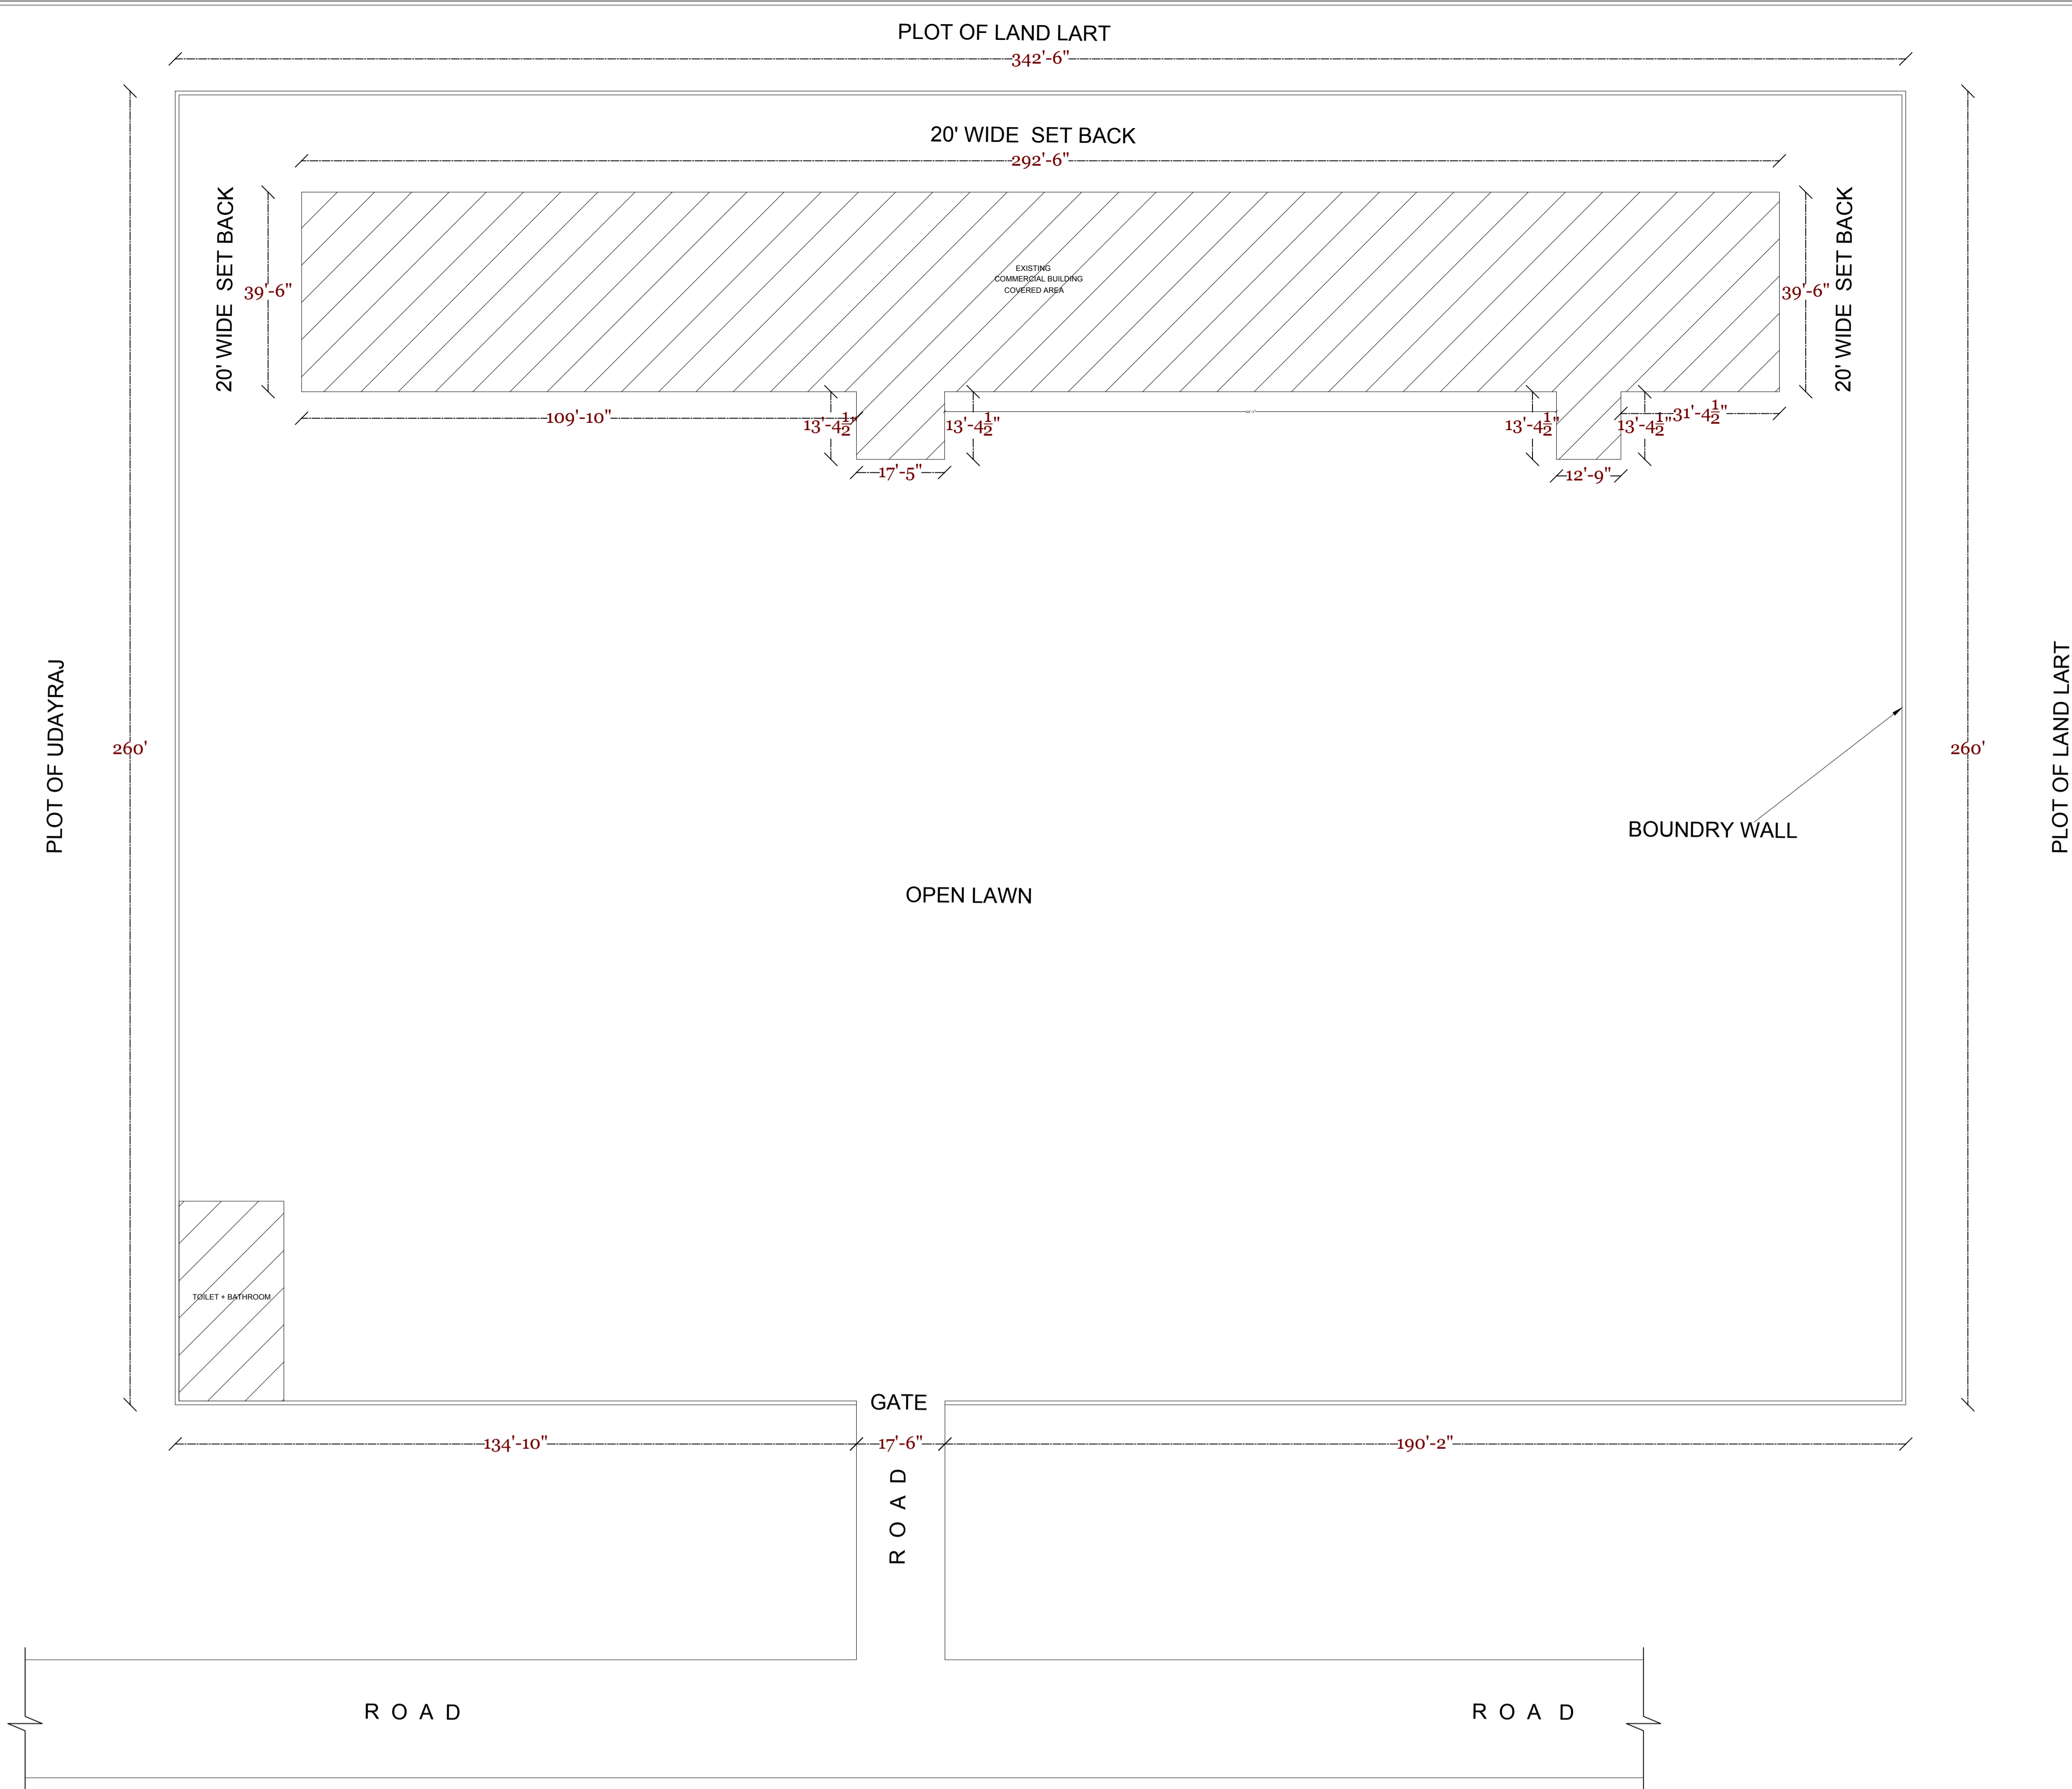 PLOT OF LAND LART
342'-6"
20' WIDE SET BACK
292'-6"
20' WIDE SET BACK
39'-6"
EXISTING
COMMERCIAL BUILDING
COVERED AREA
39'-6"
20' WIDE SET BACK
109'-10"
13'-4½"
13'-4½"
13'-4½"
13'-4½"
31'-4½"
17'-5"
12'-9"
PLOT OF UDAYRAJ
260'
260'
PLOT OF LAND LART
BOUNDRY WALL
OPEN LAWN
TOILET + BATHROOM
GATE
134'-10"
17'-6"
190'-2"
ROAD
ROAD
ROAD